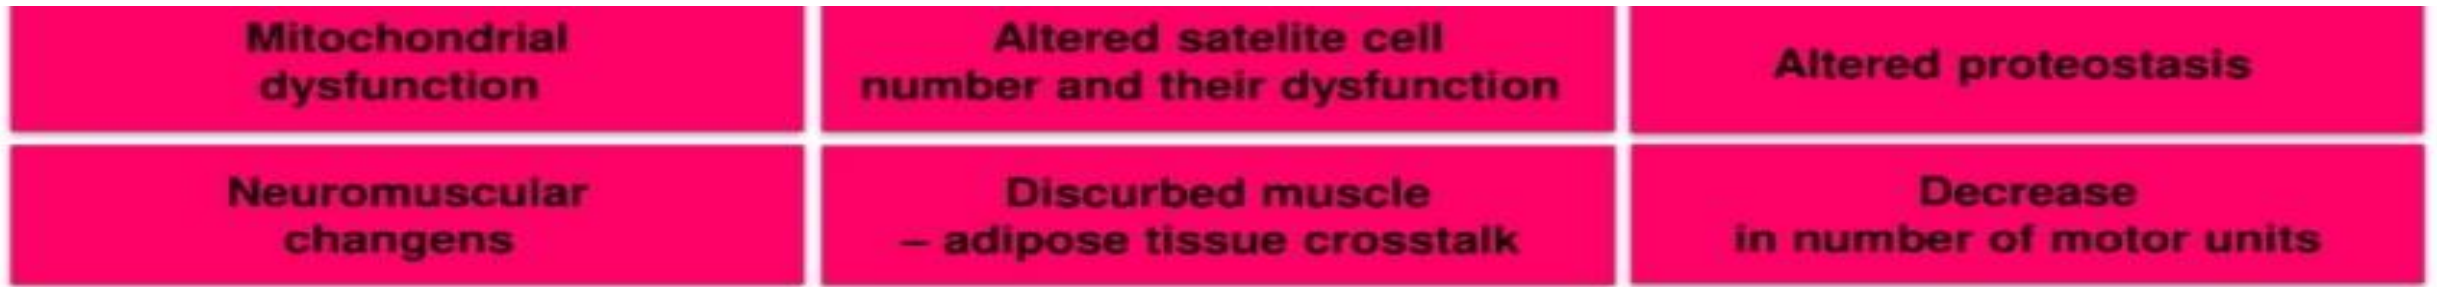 Mitochondrial
dysfunction
Altered satelite cell
number and their dysfunction
Altered proteostasis
Neuromuscular
changens
Discurbed muscle
– adipose tissue crosstalk
Decrease
in number of motor units